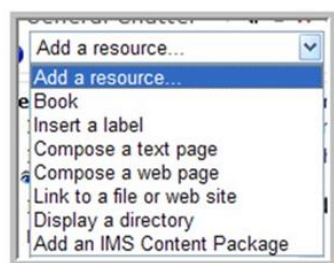 Add a resource...
Add a resource...
Book
Insert a label
Compose a text page
Compose a web page
Link to a file or web site
Display a directory
Add an IMS Content Package